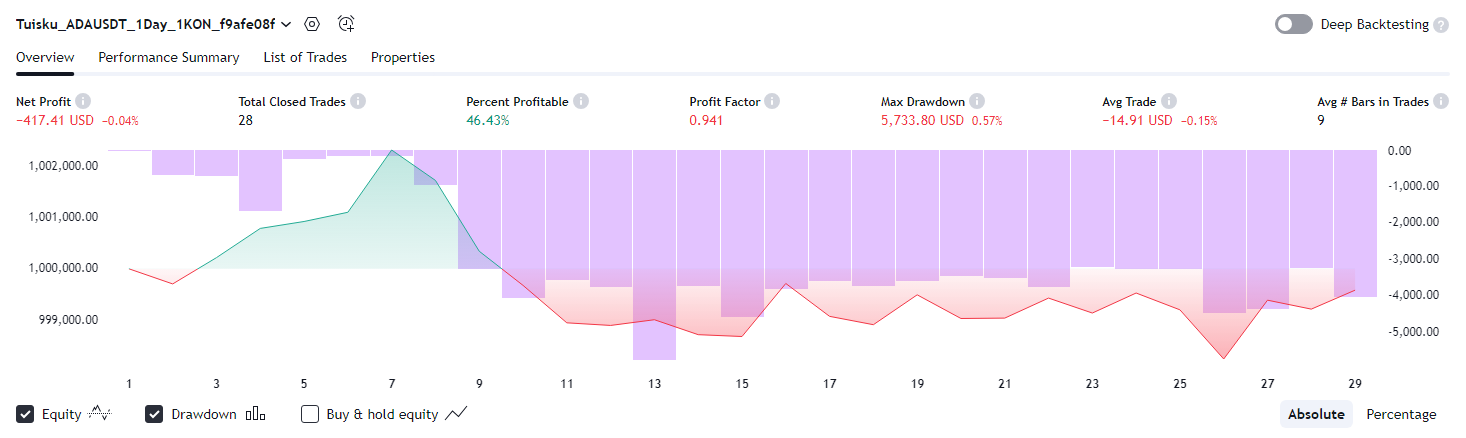 Tuisku_ADAUSDT_1Day_1KON_f9afe08f Deep Backtesting
Overview Performance Summary List of Trades Properties
Net Profit Total Closed Trades Percent Profitable Profit Factor Max Drawdown Avg Trade Avg # Bars in Trades
−417.41 USD −0.04% 28 46.43% 0.941 5,733.80 USD 0.57% −14.91 USD −0.15% 9
1,002,000.00
1,001,000.00
1,000,000.00
999,000.00
0.00
-1,000.00
-2,000.00
-3,000.00
-4,000.00
-5,000.00
1 3 5 7 9 11 13 15 17 19 21 23 25 27 29
Equity Drawdown Buy & hold equity Absolute Percentage